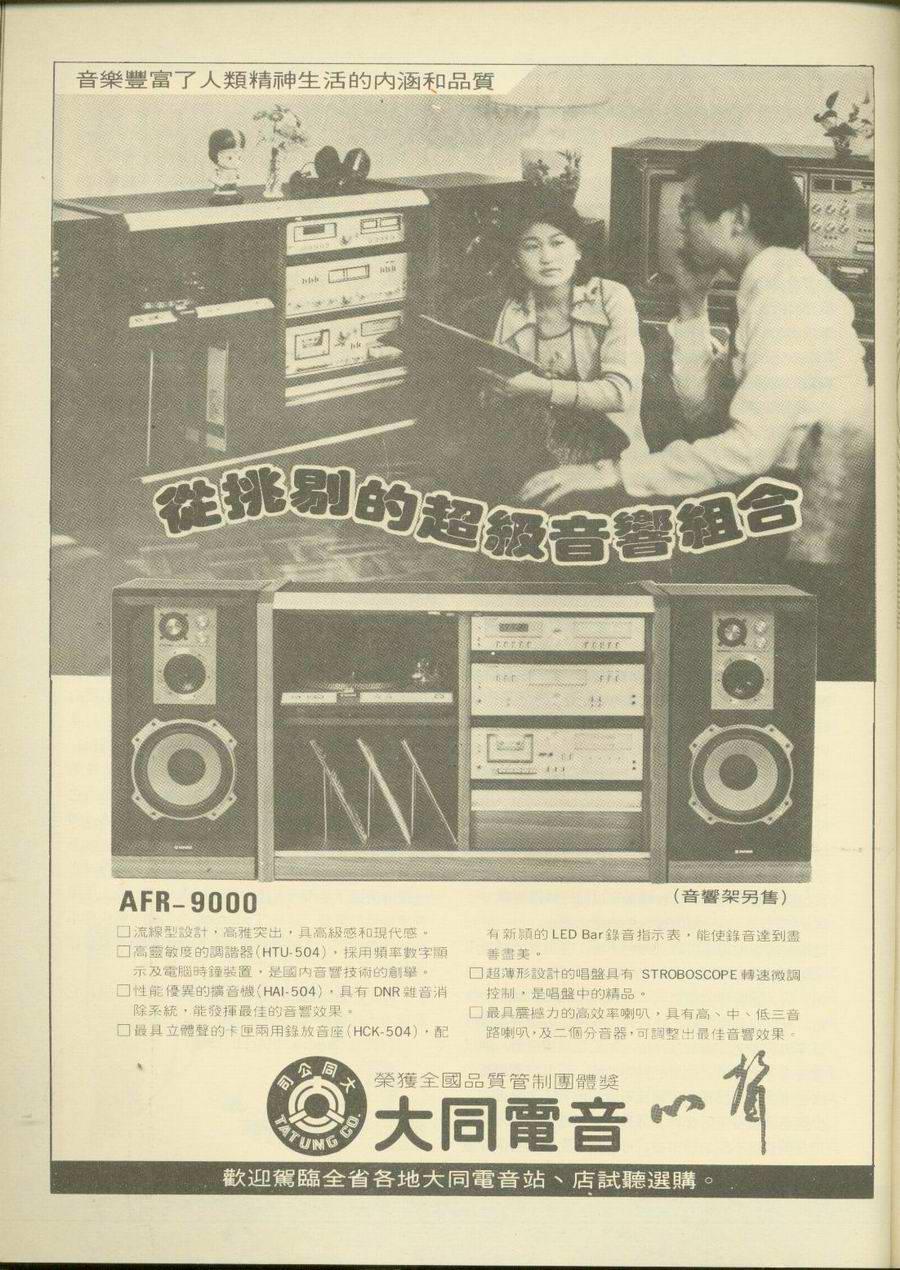 音樂豐富了人類精神生活的內涵和品質
從挑剔的超級音響組合
AFR-9000
(音響架另售)
□流線型設計，高雅突出，具高級感和現代感。
□高靈敏度的調諧器(HTU-504)，採用頻率數字顯
示及電腦時鐘裝置，是國內音響技術的創舉。
□性能優異的擴音機(HAI-504)，具有DNR雜音消
除系統，能發揮最佳的音響效果。
□最具立體聲的卡匣兩用錄放音座(HCK-504)，配
有新穎的LED Bar錄音指示表，能使錄音達到盡
善盡美。
□超薄形設計的唱盤具有 STROBOSCOPE 轉速微調
控制，是唱盤中的精品。
□最具震撼力的高效率喇叭，具有高、中、低三音
路喇叭，及二個分音器，可調整出最佳音響效果。
司公同大
TATUNG CO.
榮獲全國品質管制團體獎
大同電音
歡迎駕臨全省各地大同電音站、店試聽選購。